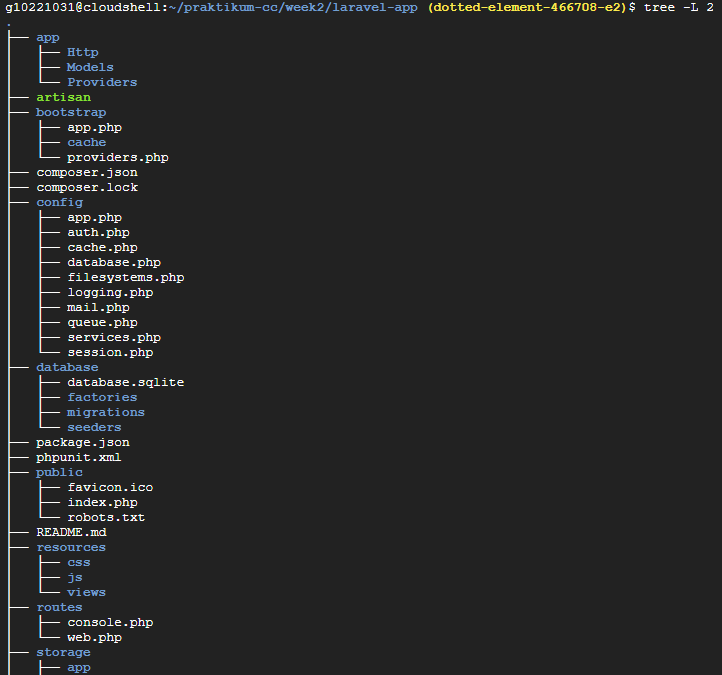 g10221031@cloudshell:~/praktikum-cc/week2/laravel-app (dotted-element-466708-e2)$ tree -L 2
.
├── app
│   ├── Http
│   ├── Models
│   └── Providers
├── artisan
├── bootstrap
│   ├── app.php
│   ├── cache
│   └── providers.php
├── composer.json
├── composer.lock
├── config
│   ├── app.php
│   ├── auth.php
│   ├── cache.php
│   ├── database.php
│   ├── filesystems.php
│   ├── logging.php
│   ├── mail.php
│   ├── queue.php
│   ├── services.php
│   └── session.php
├── database
│   ├── database.sqlite
│   ├── factories
│   ├── migrations
│   └── seeders
├── package.json
├── phpunit.xml
├── public
│   ├── favicon.ico
│   ├── index.php
│   └── robots.txt
├── README.md
├── resources
│   ├── css
│   ├── js
│   └── views
├── routes
│   ├── console.php
│   └── web.php
├── storage
│   ├── app